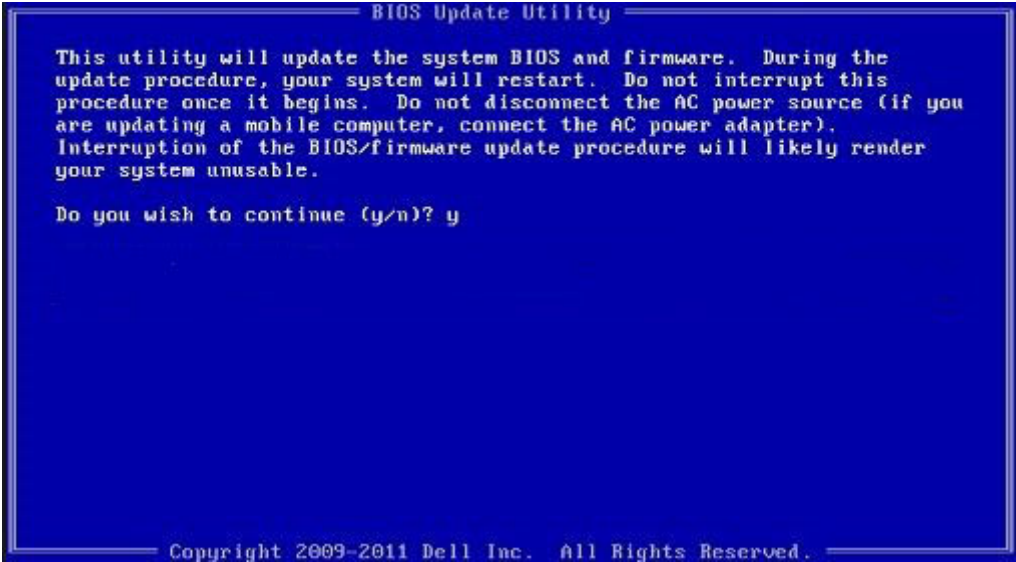 BIOS Update Utility
This utility will update the system BIOS and firmware. During the
update procedure, your system will restart. Do not interrupt this
procedure once it begins. Do not disconnect the AC power source (if you
are updating a mobile computer, connect the AC power adapter).
Interruption of the BIOS/firmware update procedure will likely render
your system unusable.
Do you wish to continue (y/n)? y
Copyright 2009-2011 Dell Inc. All Rights Reserved.